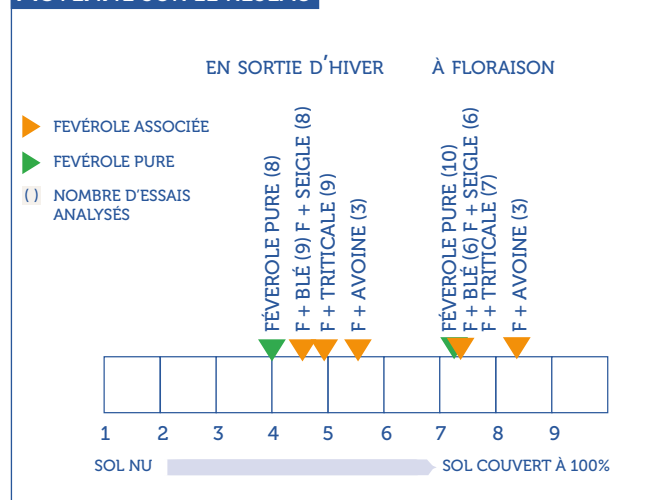 EN SORTIE D'HIVER
À FLORAISON
FEVÉROLE ASSOCIÉE
FEVÉROLE PURE
( ) NOMBRE D'ESSAIS
ANALYSÉS
FÉVEROLE PURE (8)
F + BLÉ (9) F + SEIGLE (8)
F + TRITICALE (9)
F + AVOINE (3)
FÉVEROLE PURE (10)
F + BLÉ (6) F + SEIGLE (6)
F + TRITICALE (7)
F + AVOINE (3)
1 2 3 4 5 6 7 8 9
SOL NU
SOL COUVERT À 100%